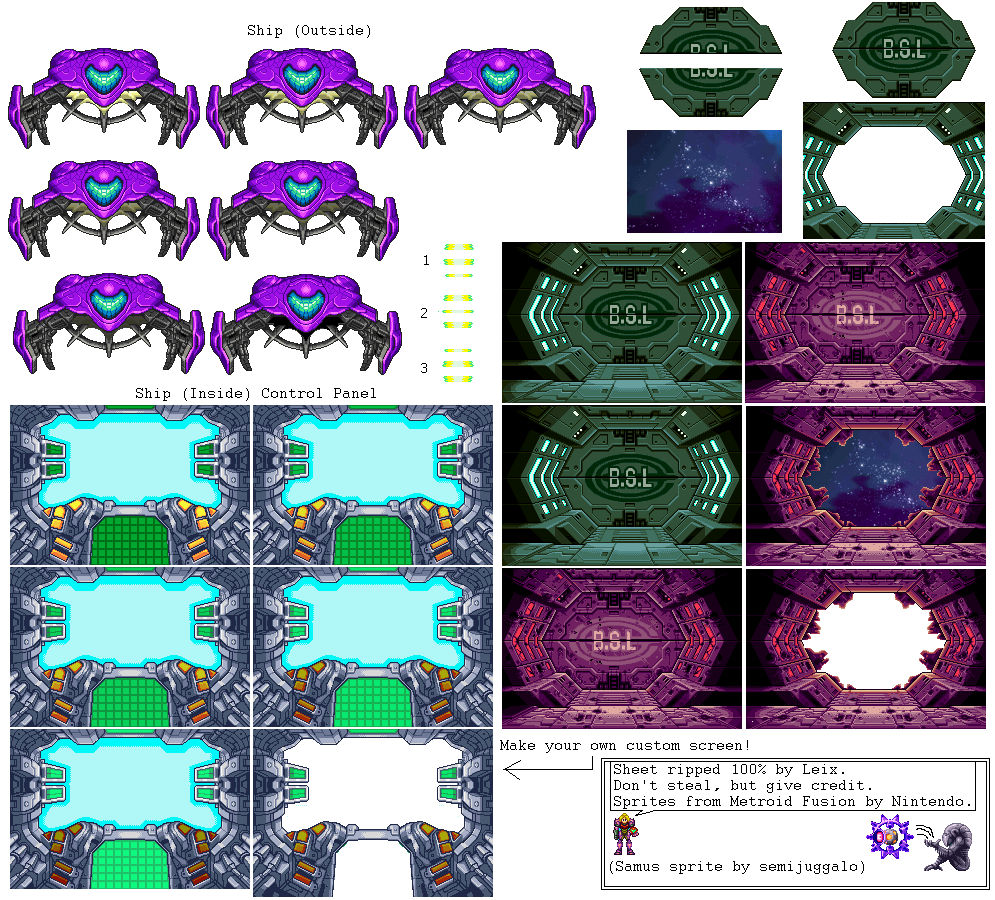 Ship (Outside)
B.S.L
B.S.L
B.S.L
1
2
3
B.S.L
B.S.L
Ship (Inside) Control Panel
B.S.L
B.S.L
Make your own custom screen!
Sheet ripped 100% by Leix.
Don't steal, but give credit.
Sprites from Metroid Fusion by Nintendo.
(Samus sprite by semijuggalo)